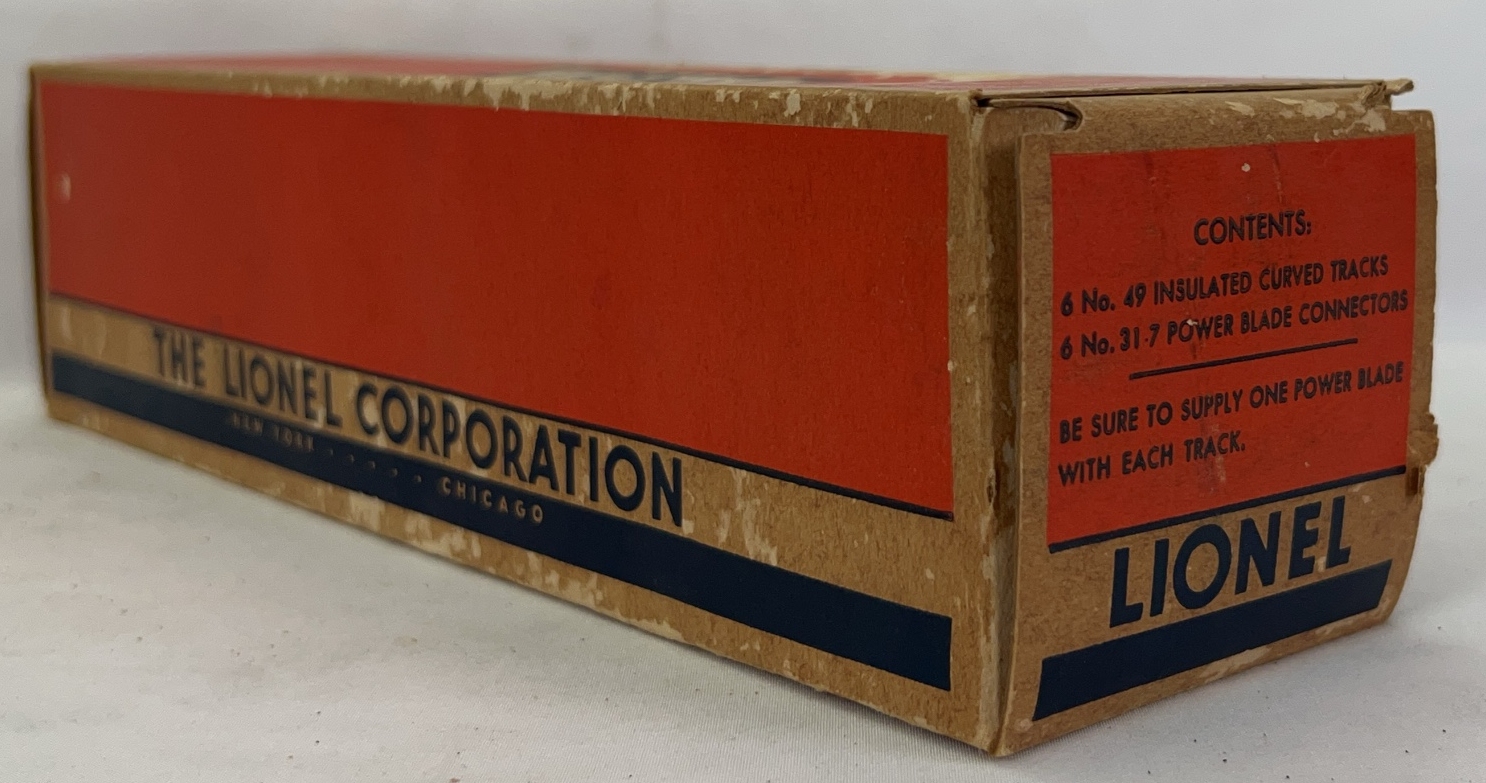 THE LIONEL CORPORATION
NEW YORK · · · · · CHICAGO
CONTENTS:
6 No. 49 INSULATED CURVED TRACKS
6 No. 31-7 POWER BLADE CONNECTORS
BE SURE TO SUPPLY ONE POWER BLADE
WITH EACH TRACK.
LIONEL